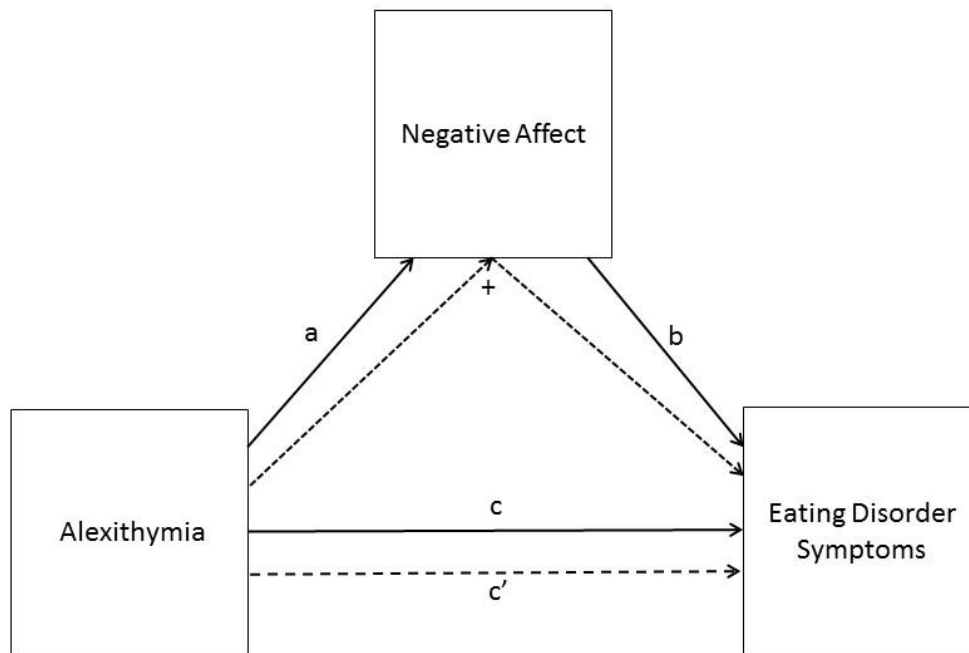 Negative Affect
+
a
b
c
Alexithymia
Eating Disorder
Symptoms
c’